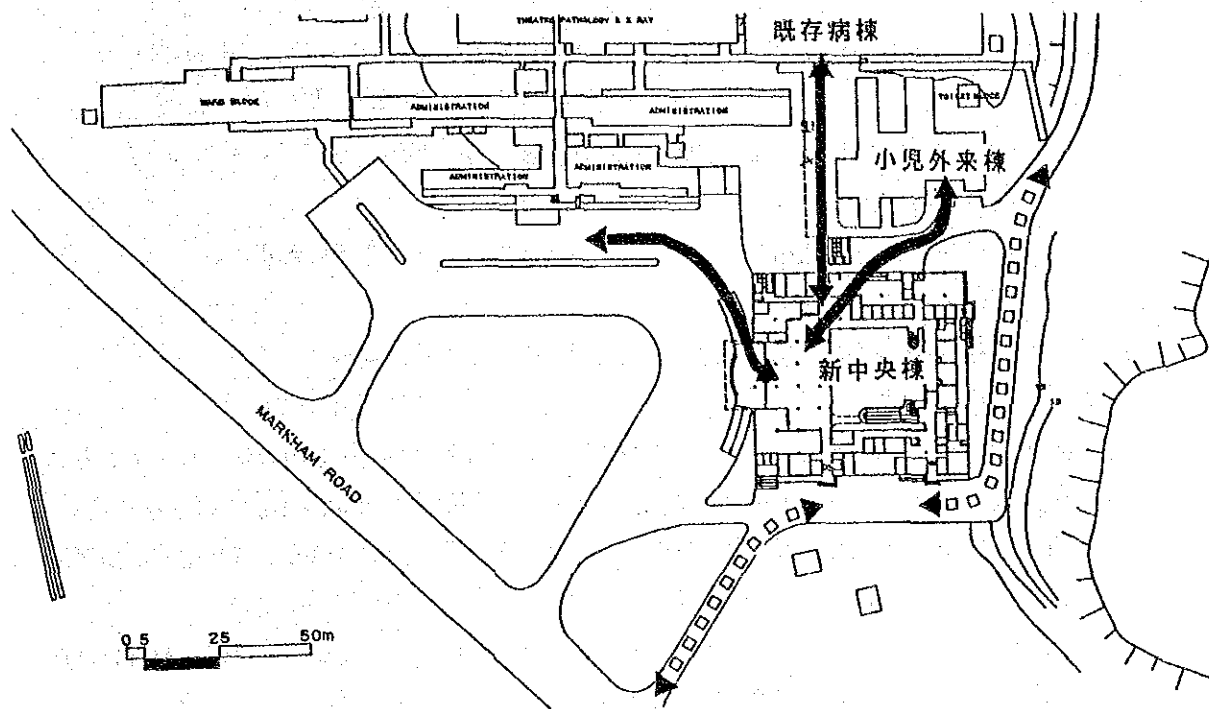 THEATRE PATHOLOGY & X RAY
既存病棟
WARD BLOCK
ADMINISTRATION
ADMINISTRATION
TOILET BLOCK
小児外来棟
ADMINISTRATION
ADMINISTRATION
新中央棟
MARKHAM ROAD
0 5 25 50m